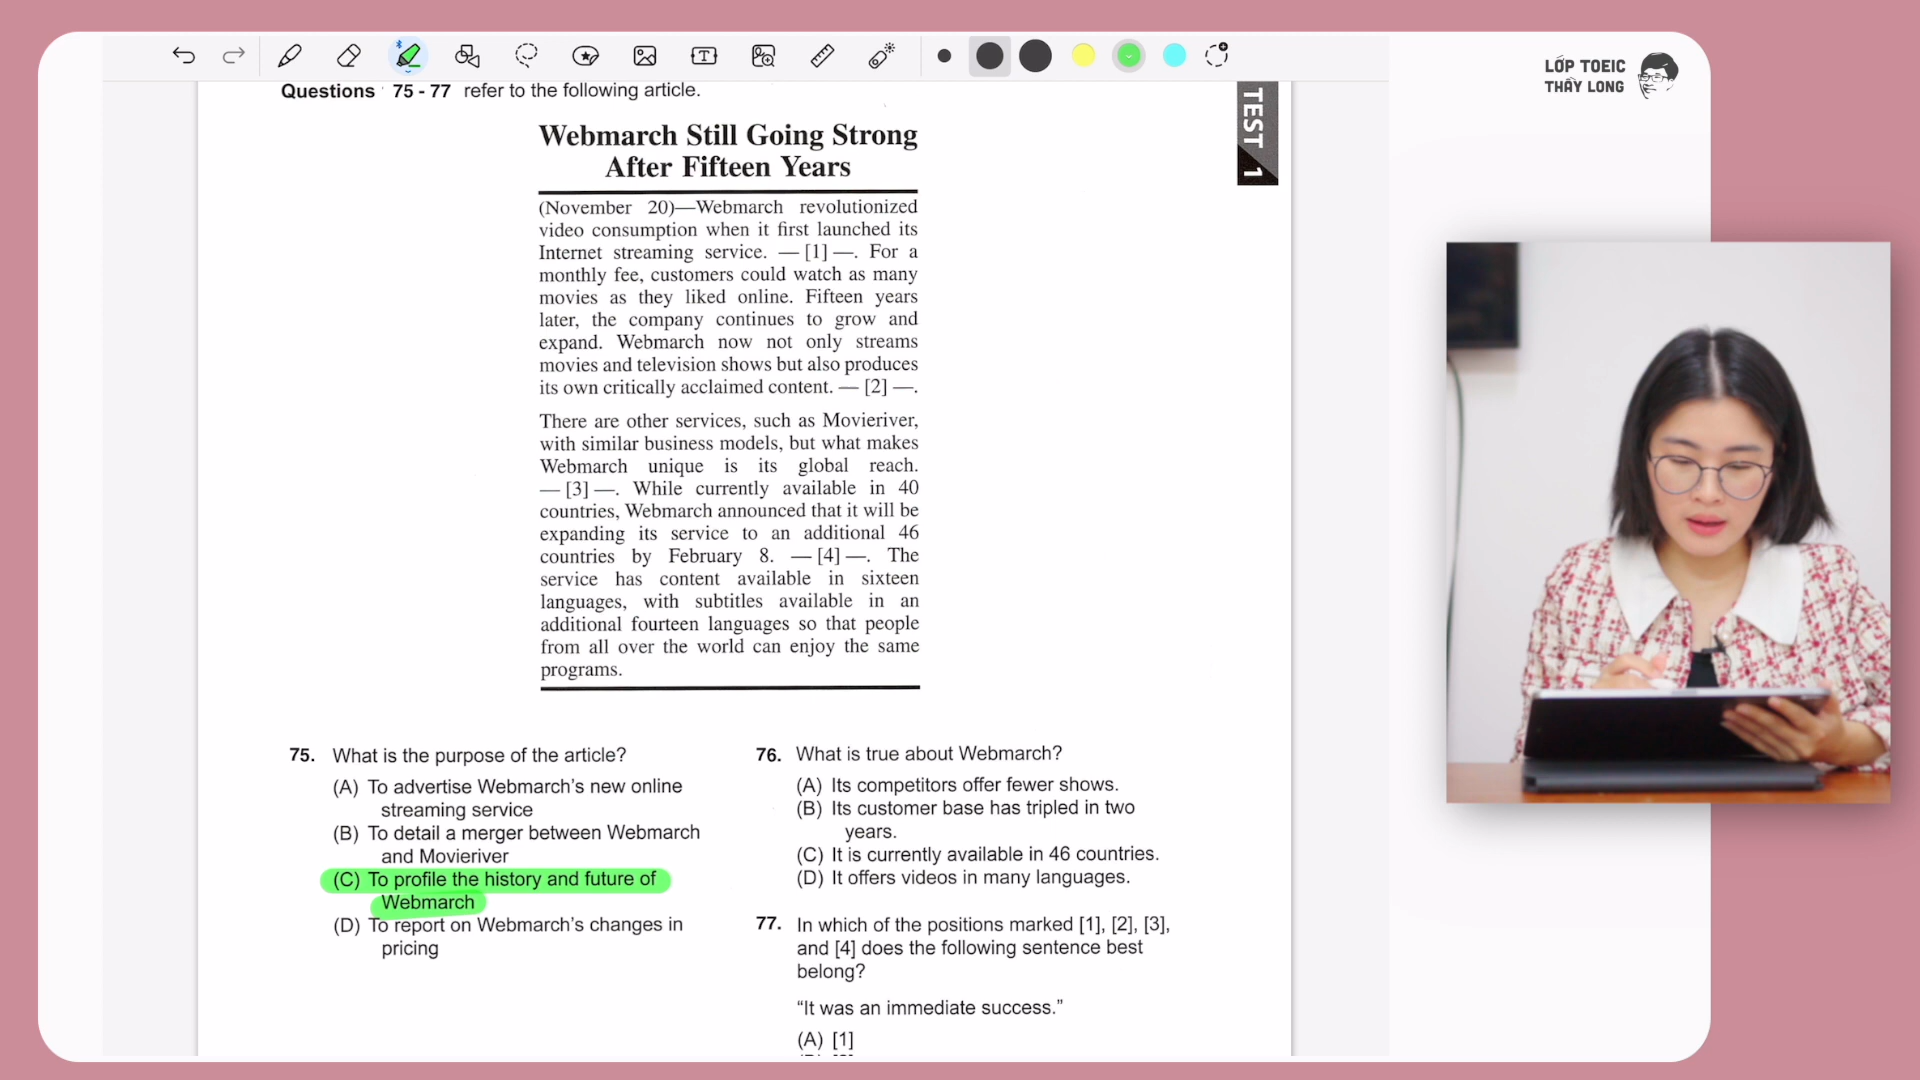 LỚP TOEIC
THẦY LONG
Questions 75 - 77 refer to the following article.
TEST 1
Webmarch Still Going Strong
After Fifteen Years
(November 20)—Webmarch revolutionized
video consumption when it first launched its
Internet streaming service. — [1] —. For a
monthly fee, customers could watch as many
movies as they liked online. Fifteen years
later, the company continues to grow and
expand. Webmarch now not only streams
movies and television shows but also produces
its own critically acclaimed content. — [2] —.
There are other services, such as Movieriver,
with similar business models, but what makes
Webmarch unique is its global reach.
— [3] —. While currently available in 40
countries, Webmarch announced that it will be
expanding its service to an additional 46
countries by February 8. — [4] —. The
service has content available in sixteen
languages, with subtitles available in an
additional fourteen languages so that people
from all over the world can enjoy the same
programs.
75. What is the purpose of the article?
(A) To advertise Webmarch's new online
streaming service
(B) To detail a merger between Webmarch
and Movieriver
(C) To profile the history and future of
Webmarch
(D) To report on Webmarch's changes in
pricing
76. What is true about Webmarch?
(A) Its competitors offer fewer shows.
(B) Its customer base has tripled in two
years.
(C) It is currently available in 46 countries.
(D) It offers videos in many languages.
77. In which of the positions marked [1], [2], [3],
and [4] does the following sentence best
belong?
“It was an immediate success.”
(A) [1]